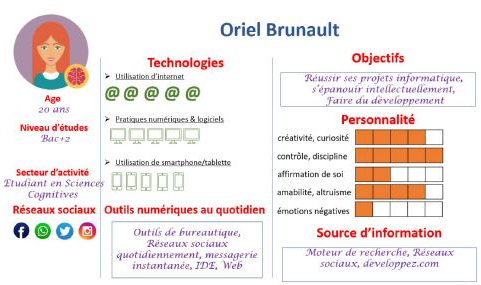 Oriel Brunault
Age
20 ans
Niveau d'études
Bac+2
Secteur d'activité
Etudiant en Sciences
Cognitives
Réseaux sociaux
Technologies
Utilisation d'Internet
@ @ @ @ @
Pratiques numériques & logiciels
Utilisation de smartphone/tablette
Outils numériques au quotidien
Outils de bureautique,
Réseaux sociaux
quotidiennement, messagerie
instantanée, IDE, Web
Objectifs
Réussir ses projets informatique,
s'épanouir intellectuellement,
Faire du développement
Personnalité
créativité, curiosité
contrôle, discipline
affirmation de soi
amabilité, altruisme
émotions négatives
Source d'information
Moteur de recherche, Réseaux
sociaux, developpez.com